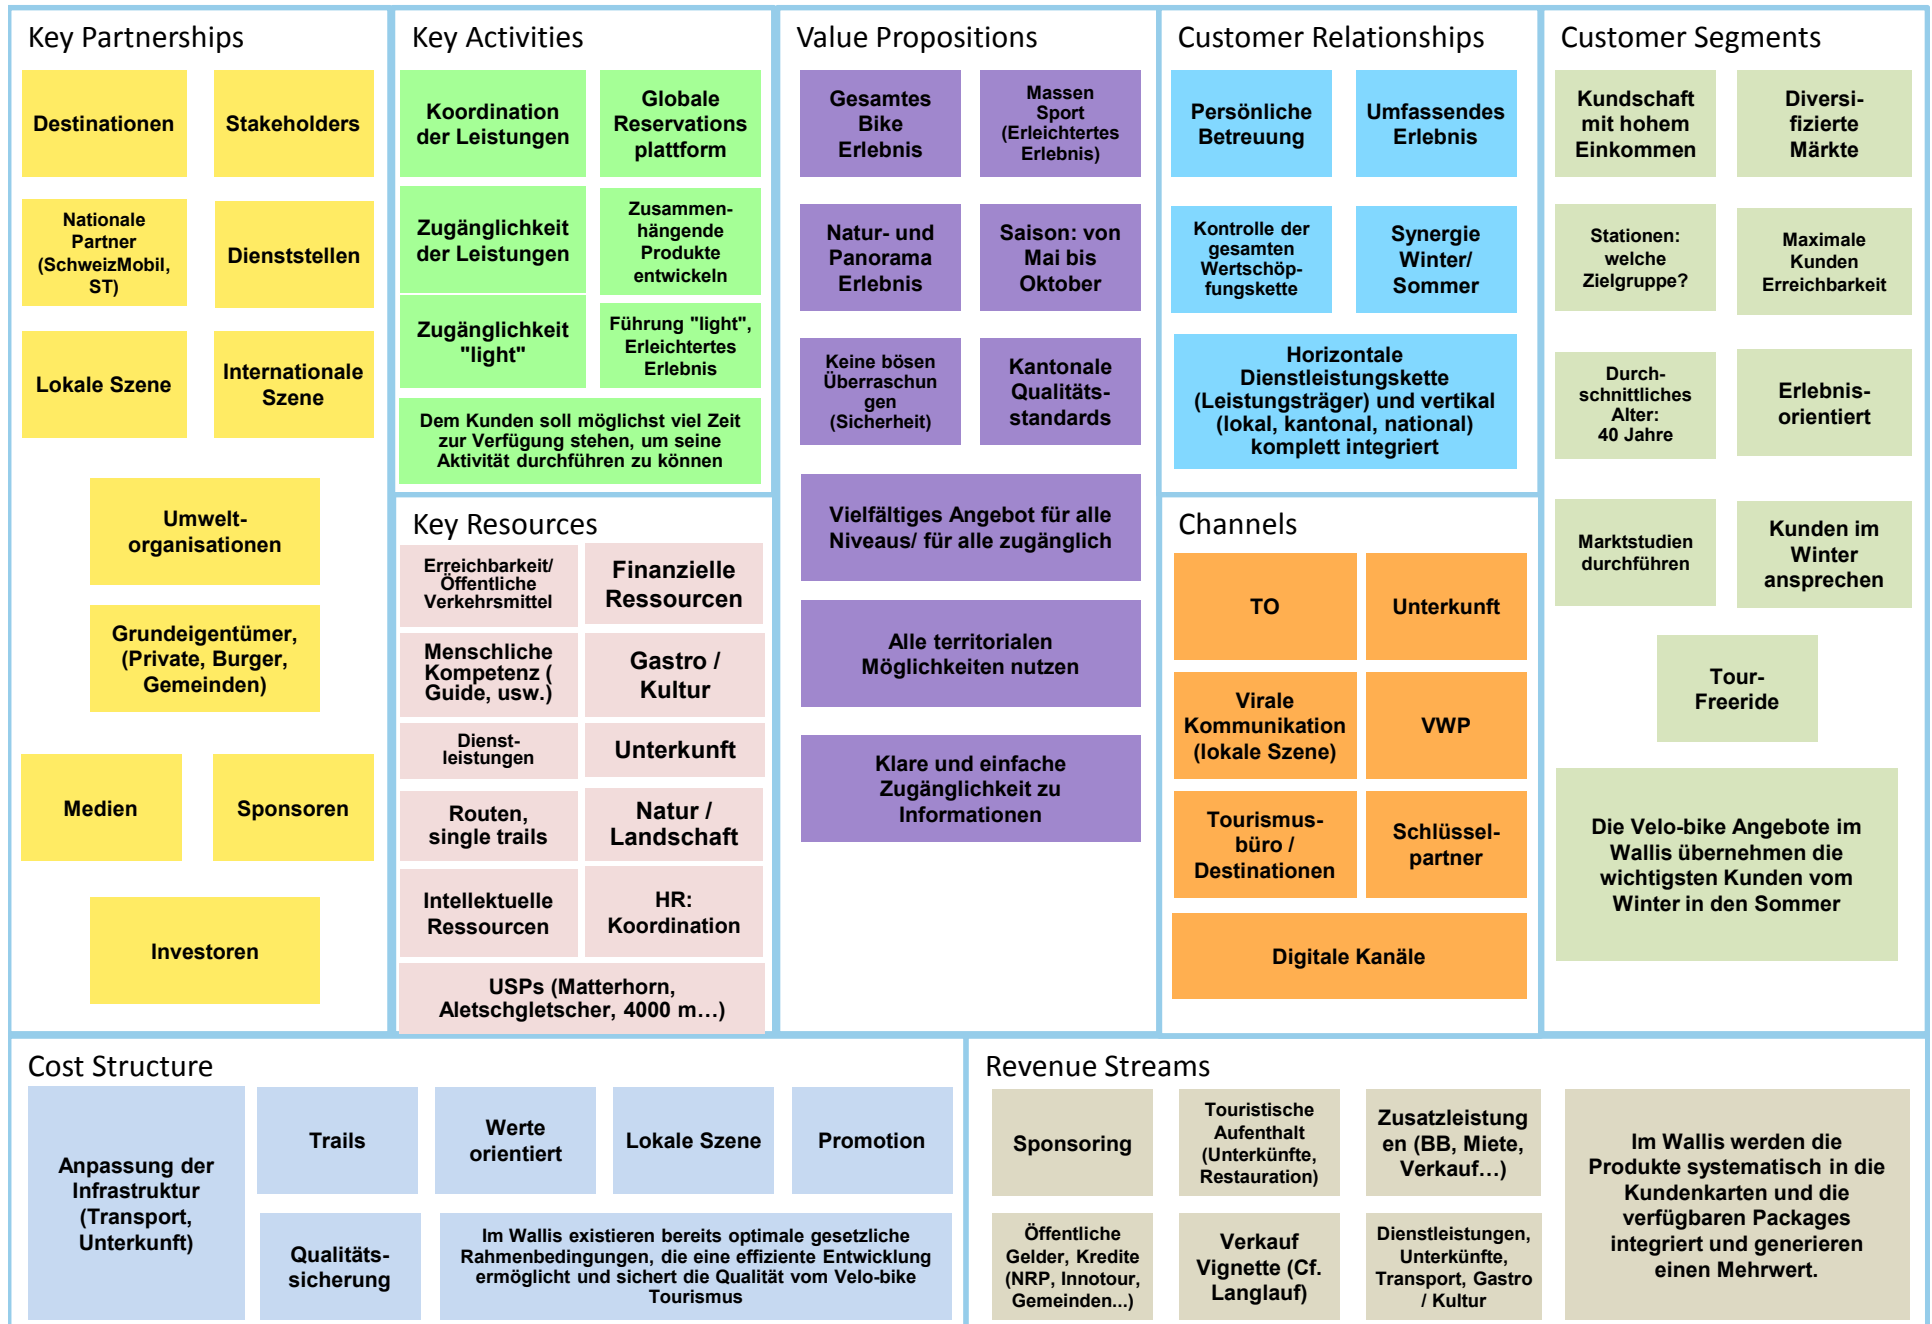 Key Partnerships
Destinationen
Stakeholders
Nationale
Partner
(SchweizMobil,
ST)
Dienststellen
Lokale Szene
Internationale
Szene
Umwelt-
organisationen
Grundeigentümer,
(Private, Burger,
Gemeinden)
Medien
Sponsoren
Investoren
Key Activities
Koordination
der Leistungen
Globale
Reservations
plattform
Zugänglichkeit
der Leistungen
Zusammen-
hängende
Produkte
entwickeln
Zugänglichkeit
"light"
Führung "light",
Erleichtertes
Erlebnis
Dem Kunden soll möglichst viel Zeit
zur Verfügung stehen, um seine
Aktivität durchführen zu können
Key Resources
Erreichbarkeit/
Öffentliche
Verkehrsmittel
Finanzielle
Ressourcen
Menschliche
Kompetenz (
Guide, usw.)
Gastro /
Kultur
Dienst-
leistungen
Unterkunft
Routen,
single trails
Natur /
Landschaft
Intellektuelle
Ressourcen
HR:
Koordination
USPs (Matterhorn,
Aletschgletscher, 4000 m…)
Value Propositions
Gesamtes
Bike
Erlebnis
Massen
Sport
(Erleichtertes
Erlebnis)
Natur- und
Panorama
Erlebnis
Saison: von
Mai bis
Oktober
Keine bösen
Überraschun
gen
(Sicherheit)
Kantonale
Qualitäts-
standards
Vielfältiges Angebot für alle
Niveaus/ für alle zugänglich
Alle territorialen
Möglichkeiten nutzen
Klare und einfache
Zugänglichkeit zu
Informationen
Customer Relationships
Persönliche
Betreuung
Umfassendes
Erlebnis
Kontrolle der
gesamten
Wertschöp-
fungskette
Synergie
Winter/
Sommer
Horizontale
Dienstleistungskette
(Leistungsträger) und vertikal
(lokal, kantonal, national)
komplett integriert
Channels
TO
Unterkunft
Virale
Kommunikation
(lokale Szene)
VWP
Tourismus-
büro /
Destinationen
Schlüssel-
partner
Digitale Kanäle
Customer Segments
Kundschaft
mit hohem
Einkommen
Diversi-
fizierte
Märkte
Stationen:
welche
Zielgruppe?
Maximale
Kunden
Erreichbarkeit
Durch-
schnittliches
Alter:
40 Jahre
Erlebnis-
orientiert
Marktstudien
durchführen
Kunden im
Winter
ansprechen
Tour-
Freeride
Die Velo-bike Angebote im
Wallis übernehmen die
wichtigsten Kunden vom
Winter in den Sommer
Cost Structure
Anpassung der
Infrastruktur
(Transport,
Unterkunft)
Trails
Werte
orientiert
Lokale Szene
Promotion
Qualitäts-
sicherung
Im Wallis existieren bereits optimale gesetzliche
Rahmenbedingungen, die eine effiziente Entwicklung
ermöglicht und sichert die Qualität vom Velo-bike
Tourismus
Revenue Streams
Sponsoring
Touristische
Aufenthalt
(Unterkünfte,
Restauration)
Zusatzleistung
en (BB, Miete,
Verkauf…)
Öffentliche
Gelder, Kredite
(NRP, Innotour,
Gemeinden...)
Verkauf
Vignette (Cf.
Langlauf)
Dienstleistungen,
Unterkünfte,
Transport, Gastro
/ Kultur
Im Wallis werden die
Produkte systematisch in die
Kundenkarten und die
verfügbaren Packages
integriert und generieren
einen Mehrwert.